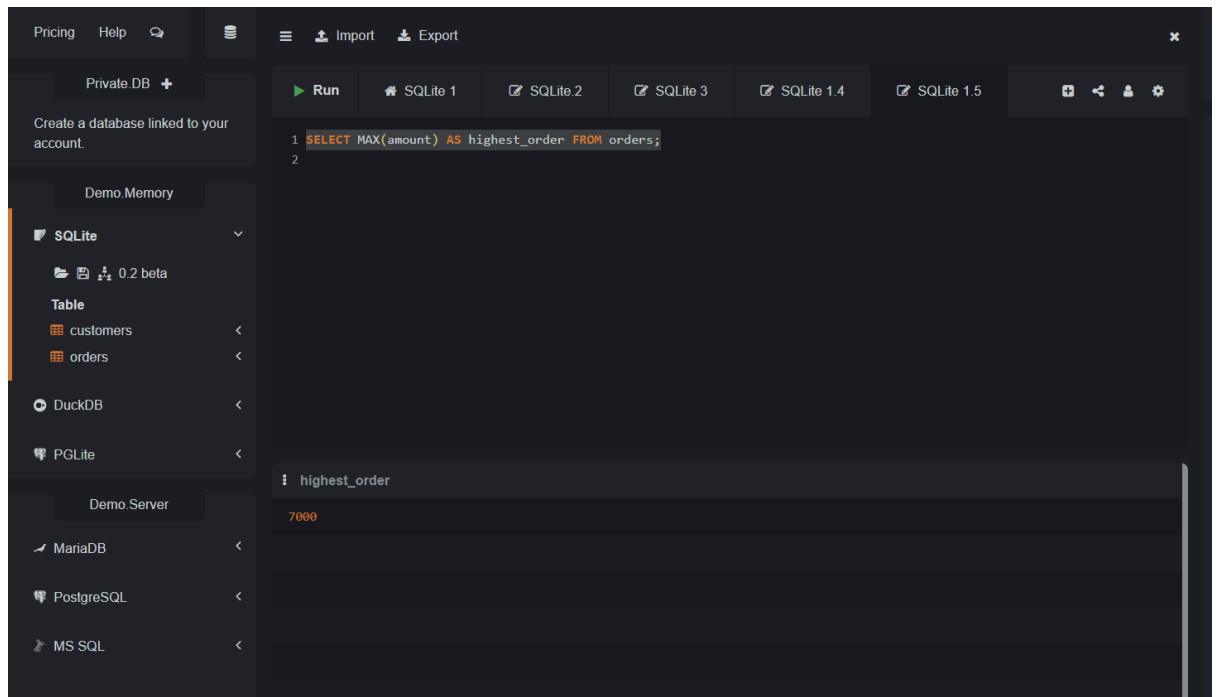 Pricing Help
Import Export
Private.DB
Create a database linked to your
account.
Demo.Memory
SQLite
0.2 beta
Table
customers
orders
DuckDB
PGLite
Demo.Server
MariaDB
PostgreSQL
MS SQL
Run SQLite 1 SQLite.2 SQLite 3 SQLite 1.4 SQLite 1.5
1 SELECT MAX(amount) AS highest_order FROM orders;
2
highest_order
7000